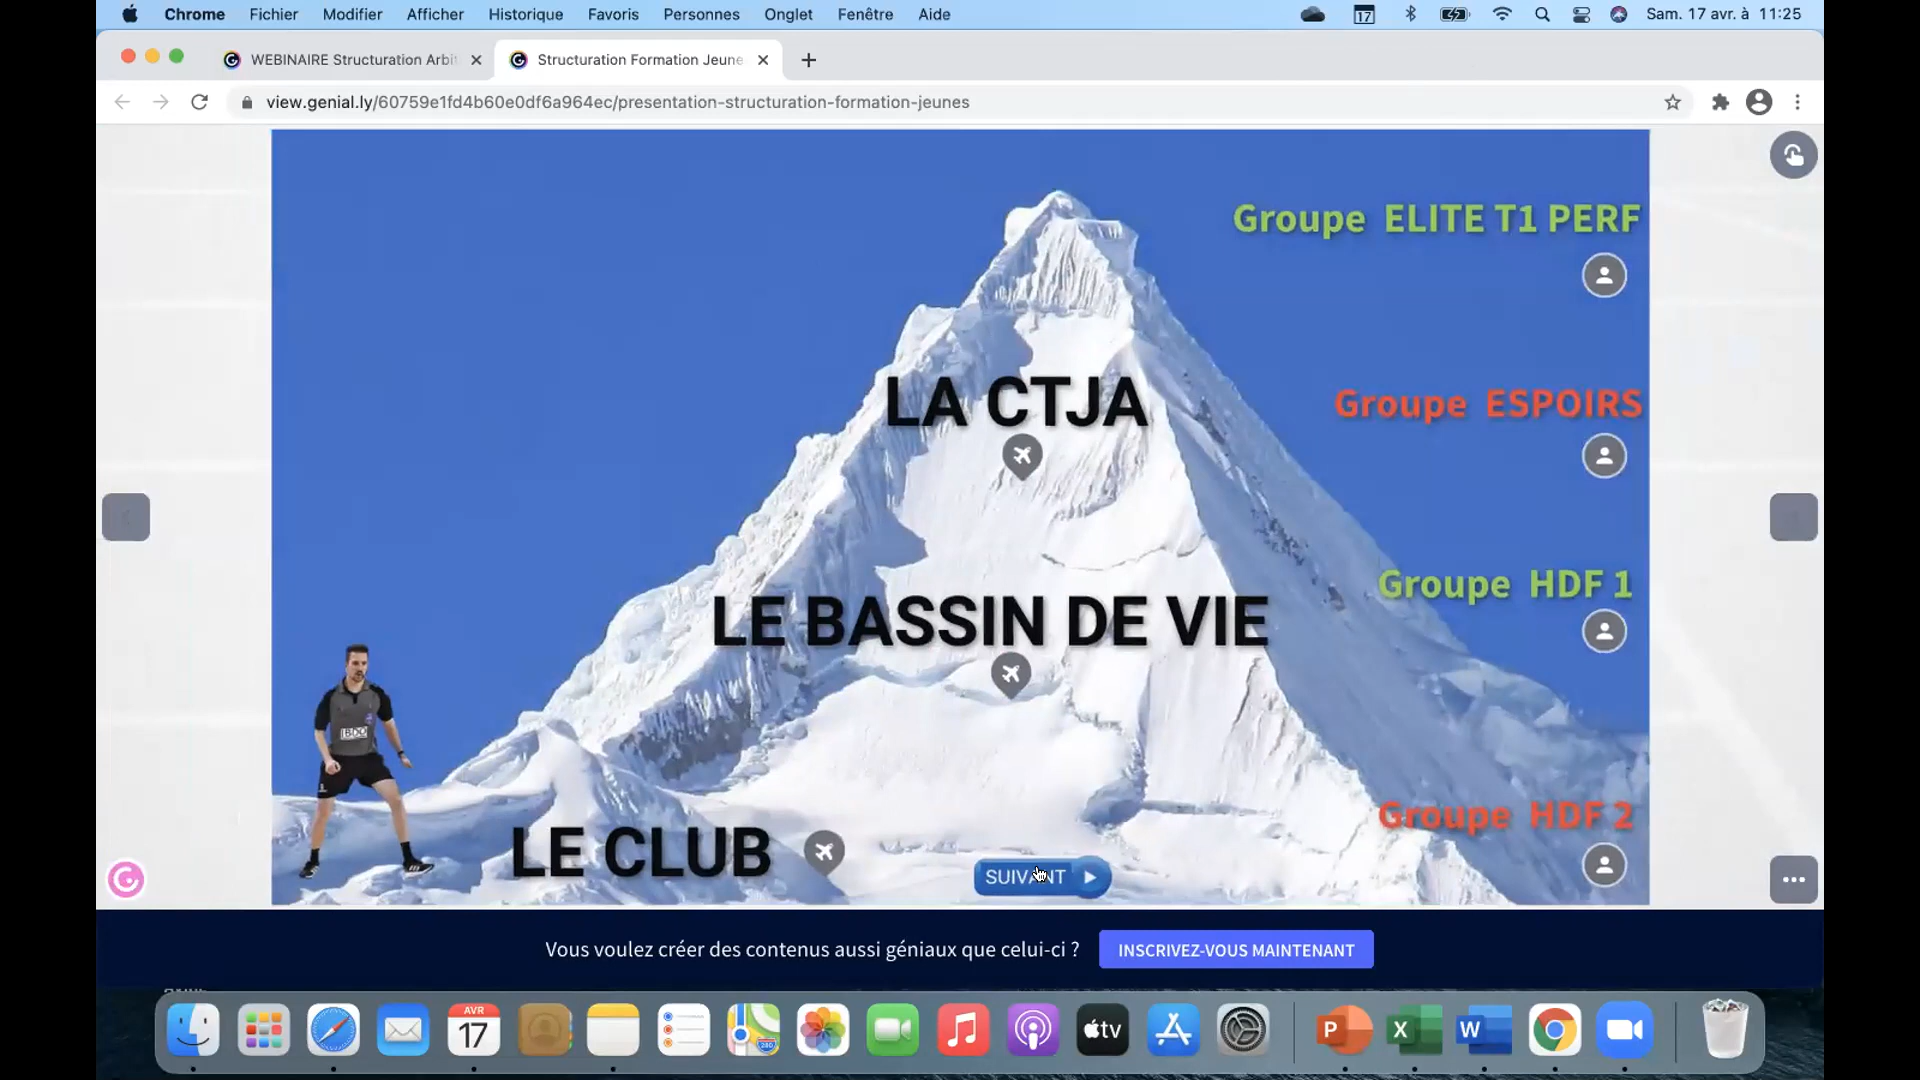 Chrome Fichier Modifier Afficher Historique Favoris Personnes Onglet Fenêtre Aide 17 Sam. 17 avr. à 11:25
WEBINAIRE Structuration Arbi Structuration Formation Jeune
view.genial.ly/60759e1fd4b60e0df6a964ec/presentation-structuration-formation-jeunes
Groupe ELITE T1 PERF
LA CTJA
Groupe ESPOIRS
LE BASSIN DE VIE
Groupe HDF 1
Groupe HDF 2
LE CLUB
SUIVANT
Vous voulez créer des contenus aussi géniaux que celui-ci ? INSCRIVEZ-VOUS MAINTENANT
AVR
17
280
tv
P
X
W